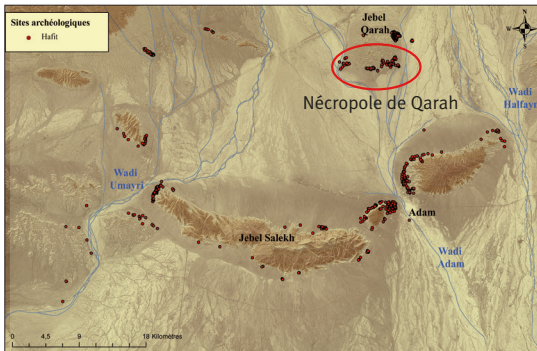 Sites archéologiques
Hafit
Jebel
Qarah
N
W
E
S
Nécropole de Qarah
Wadi
Halfayn
Wadi
Umayri
Adam
Jebel Salekh
Wadi
Adam
0
4,5
9
18 Kilomètres